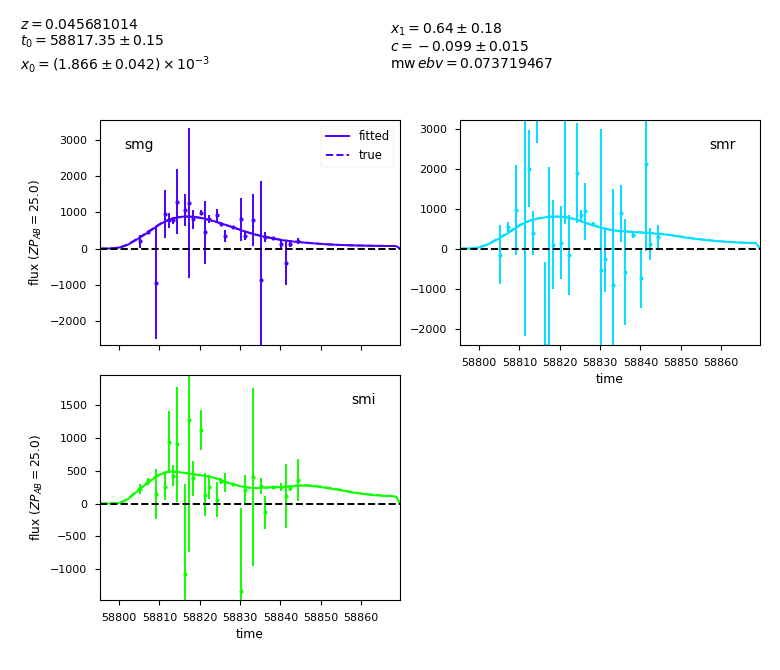 z = 0.045681014
t₀ = 58817.35 ± 0.15
x₀ = (1.866 ± 0.042) × 10⁻³
x₁ = 0.64 ± 0.18
c = −0.099 ± 0.015
mw ebv = 0.073719467
smg
fitted
true
3000
2000
1000
0
−1000
−2000
flux (ZP_AB = 25.0)
smr
3000
2000
1000
0
−1000
−2000
58800 58810 58820 58830 58840 58850 58860
time
smi
1500
1000
500
0
−500
−1000
flux (ZP_AB = 25.0)
58800 58810 58820 58830 58840 58850 58860
time